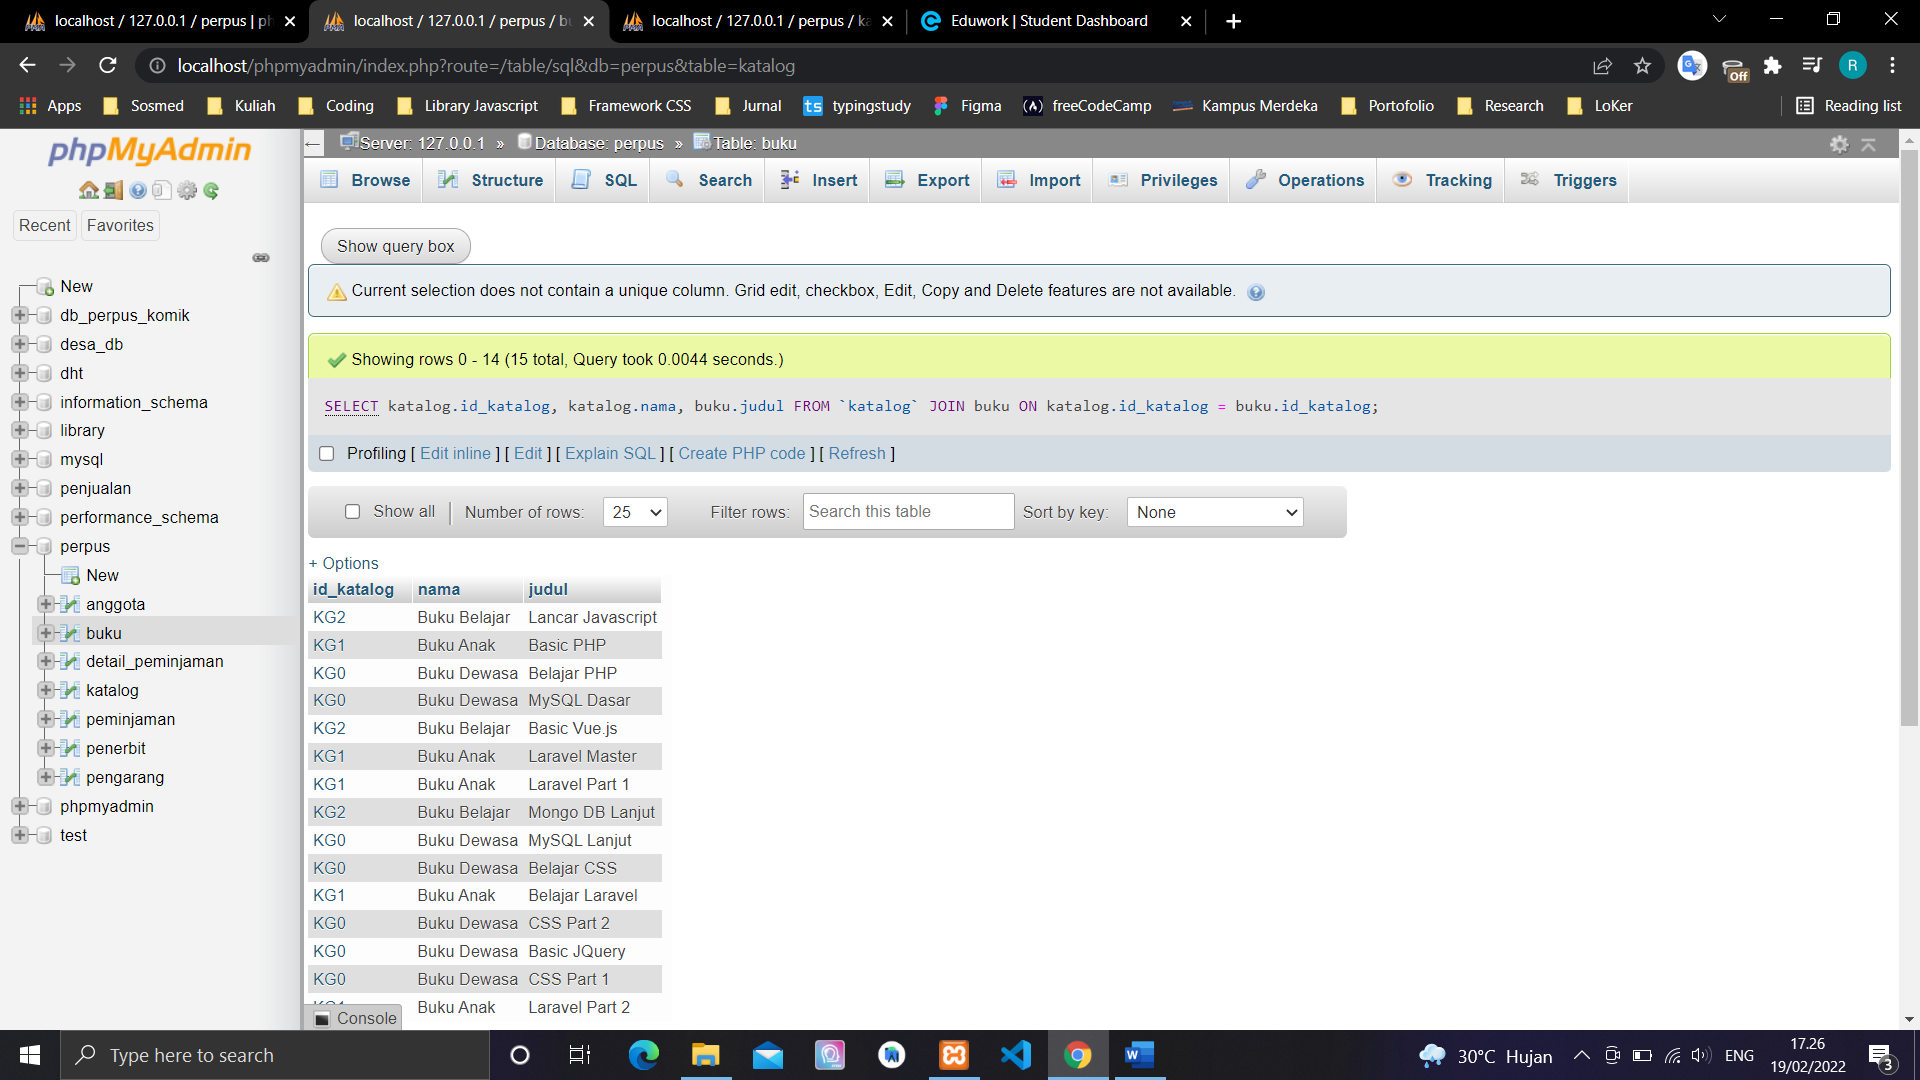 localhost / 127.0.0.1 / perpus | ph
localhost / 127.0.0.1 / perpus / bu
localhost / 127.0.0.1 / perpus / ka
Eduwork | Student Dashboard
localhost/phpmyadmin/index.php?route=/table/sql&db=perpus&table=katalog
Off
R
Apps
Sosmed
Kuliah
Coding
Library Javascript
Framework CSS
Jurnal
ts typingstudy
Figma
freeCodeCamp
Kampus Merdeka
Portofolio
Research
LoKer
Reading list
phpMyAdmin
Recent
Favorites
New
db_perpus_komik
desa_db
dht
information_schema
library
mysql
penjualan
performance_schema
perpus
New
anggota
buku
detail_peminjaman
katalog
peminjaman
penerbit
pengarang
phpmyadmin
test
Server: 127.0.0.1 » Database: perpus » Table: buku
Browse
Structure
SQL
Search
Insert
Export
Import
Privileges
Operations
Tracking
Triggers
Show query box
Current selection does not contain a unique column. Grid edit, checkbox, Edit, Copy and Delete features are not available.
Showing rows 0 - 14 (15 total, Query took 0.0044 seconds.)
SELECT katalog.id_katalog, katalog.nama, buku.judul FROM `katalog` JOIN buku ON katalog.id_katalog = buku.id_katalog;
Profiling [ Edit inline ] [ Edit ] [ Explain SQL ] [ Create PHP code ] [ Refresh ]
Show all
Number of rows: 25
Filter rows: Search this table
Sort by key: None
+ Options
id_katalog nama judul
KG2 Buku Belajar Lancar Javascript
KG1 Buku Anak Basic PHP
KG0 Buku Dewasa Belajar PHP
KG0 Buku Dewasa MySQL Dasar
KG2 Buku Belajar Basic Vue.js
KG1 Buku Anak Laravel Master
KG1 Buku Anak Laravel Part 1
KG2 Buku Belajar Mongo DB Lanjut
KG0 Buku Dewasa MySQL Lanjut
KG0 Buku Dewasa Belajar CSS
KG1 Buku Anak Belajar Laravel
KG0 Buku Dewasa CSS Part 2
KG0 Buku Dewasa Basic JQuery
KG0 Buku Dewasa CSS Part 1
KG1 Buku Anak Laravel Part 2
Console
Type here to search
30°C Hujan
ENG
17.26
19/02/2022
3